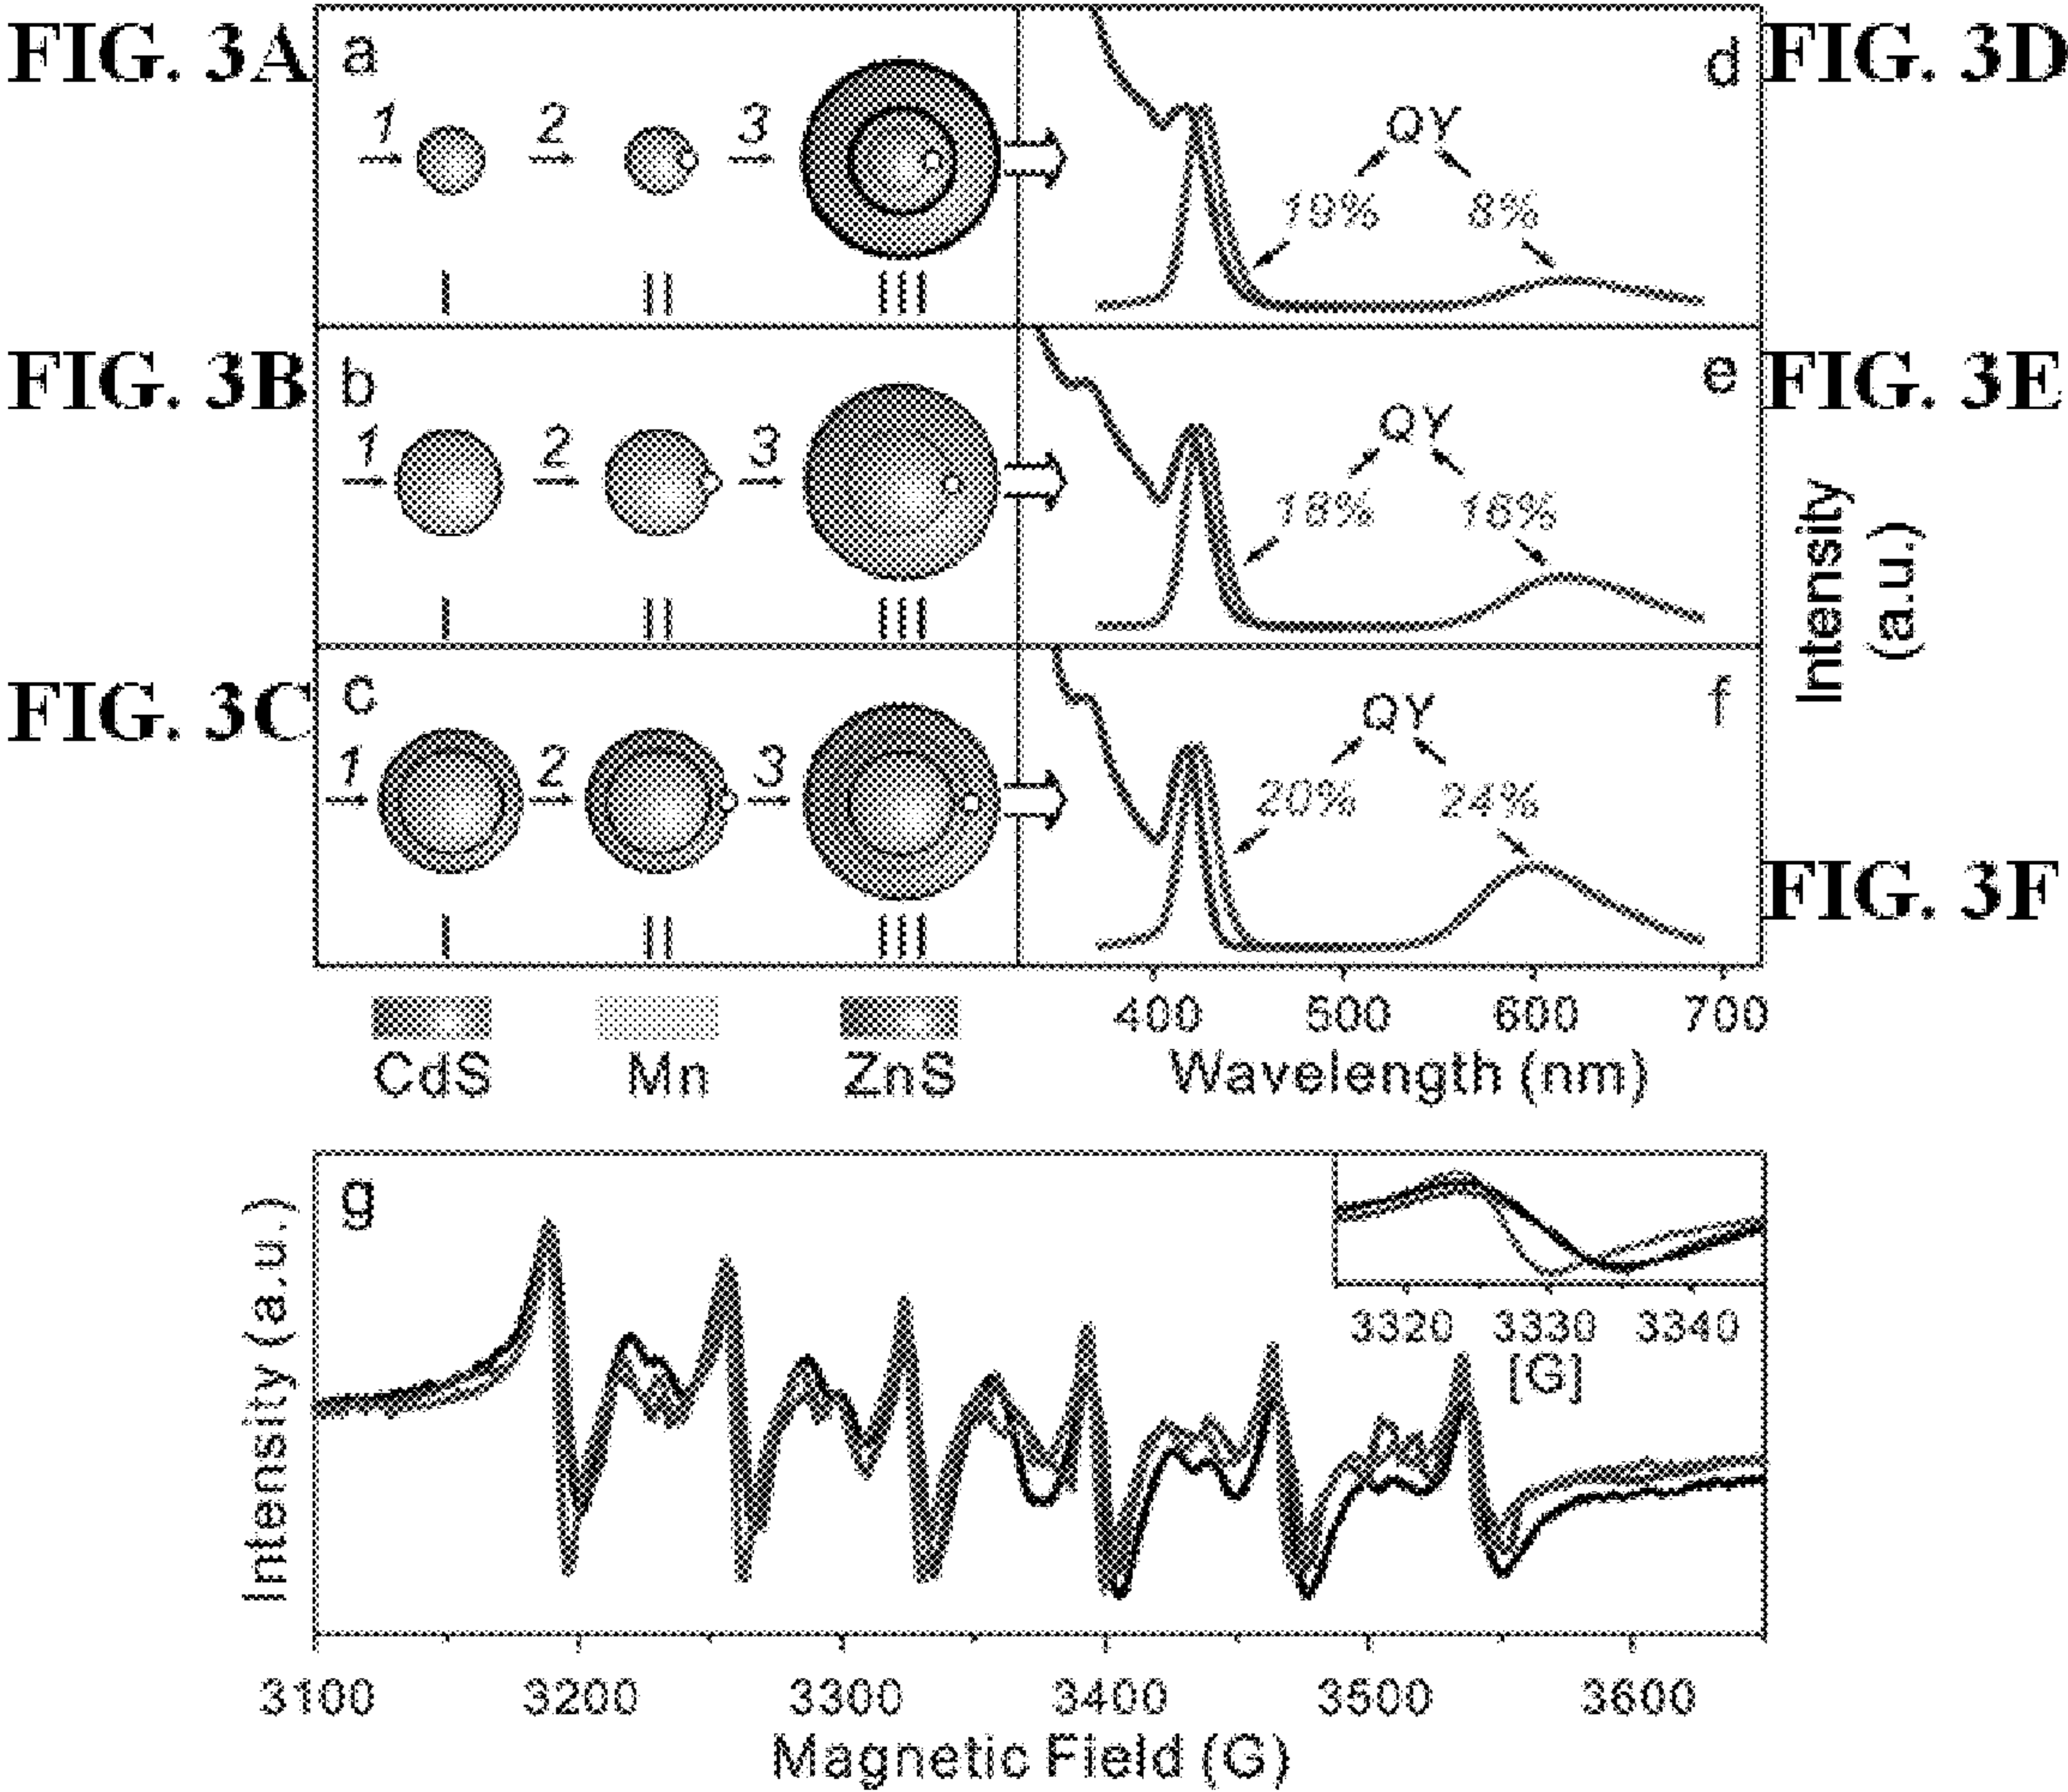 FIG. 3A
a
d
FIG. 3D
1
2
3
QY
19%
8%
I
II
III
FIG. 3B
b
e
FIG. 3E
1
2
3
QY
18%
16%
I
II
III
Intensity
(a.u.)
FIG. 3C
c
f
1
2
3
QY
20%
24%
FIG. 3F
I
II
III
CdS
Mn
ZnS
400 500 600 700
Wavelength (nm)
g
Intensity (a.u.)
3320 3330 3340
[G]
3100 3200 3300 3400 3500 3600
Magnetic Field (G)